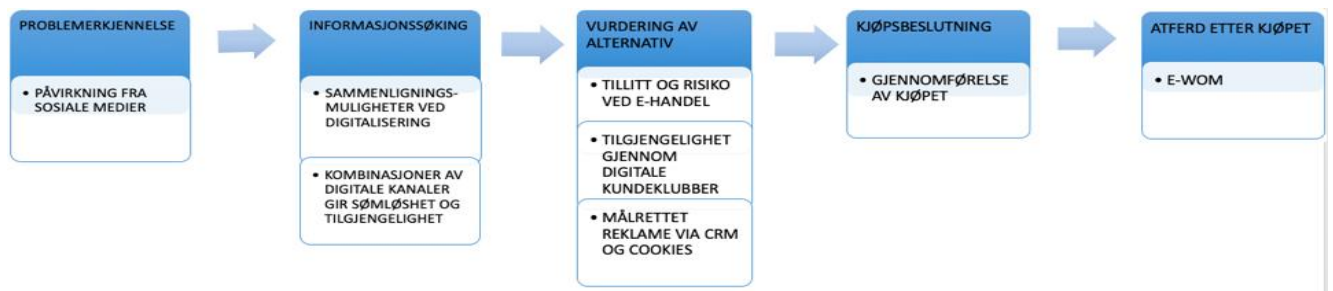 PROBLEMERKJENNELSE
• PÅVIRKNING FRA
SOSIALE MEDIER
INFORMASJONSSØKING
• SAMMENLIGNINGS-
MULIGHETER VED
DIGITALISERING
• KOMBINASJONER AV
DIGITALE KANALER
GIR SØMLØSHET OG
TILGJENGELIGHET
VURDERING AV
ALTERNATIV
• TILLITT OG RISIKO
VED E-HANDEL
• TILGJENGELIGHET
GJENNOM
DIGITALE
KUNDEKLUBBER
• MÅLRETTET
REKLAME VIA CRM
OG COOKIES
KJØPSBESLUTNING
• GJENNOMFØRELSE
AV KJØPET
ATFERD ETTER KJØPET
• E-WOM